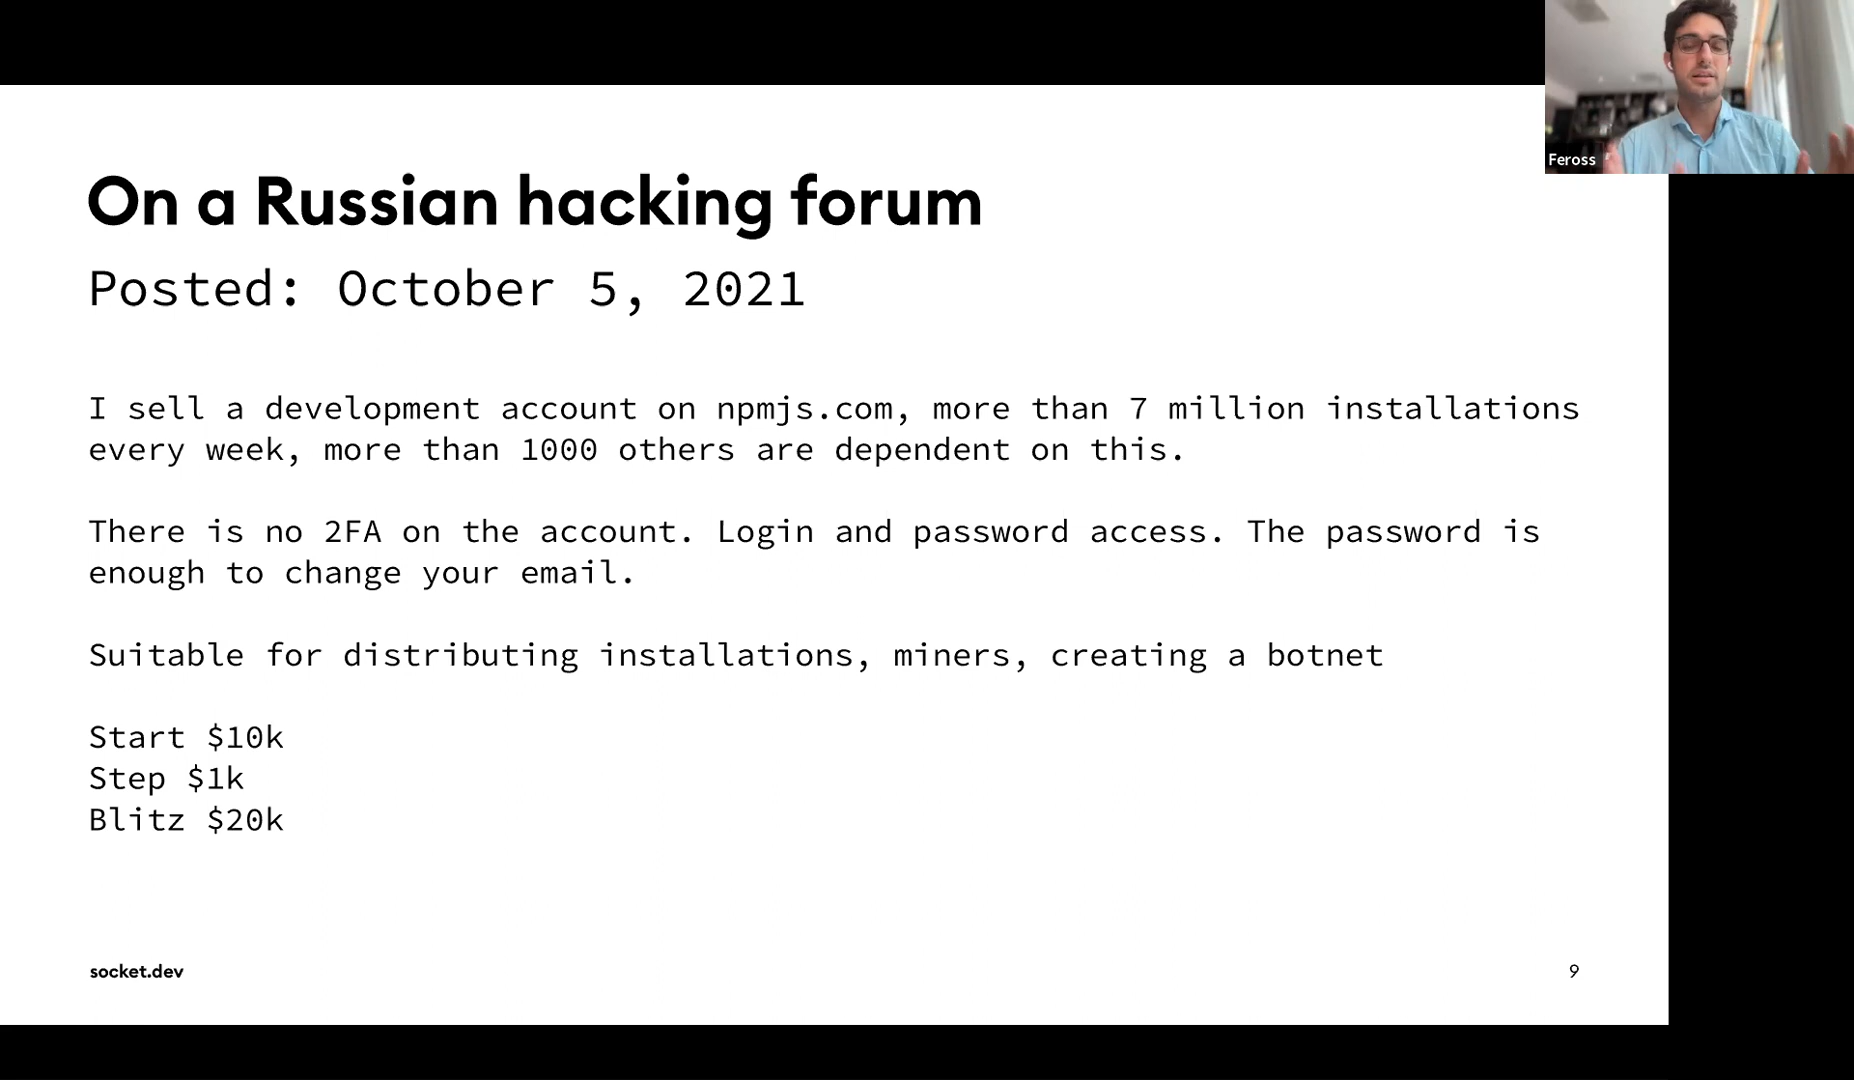 Feross
On a Russian hacking forum
Posted: October 5, 2021
I sell a development account on npmjs.com, more than 7 million installations
every week, more than 1000 others are dependent on this.
There is no 2FA on the account. Login and password access. The password is
enough to change your email.
Suitable for distributing installations, miners, creating a botnet
Start $10k
Step $1k
Blitz $20k
socket.dev
9